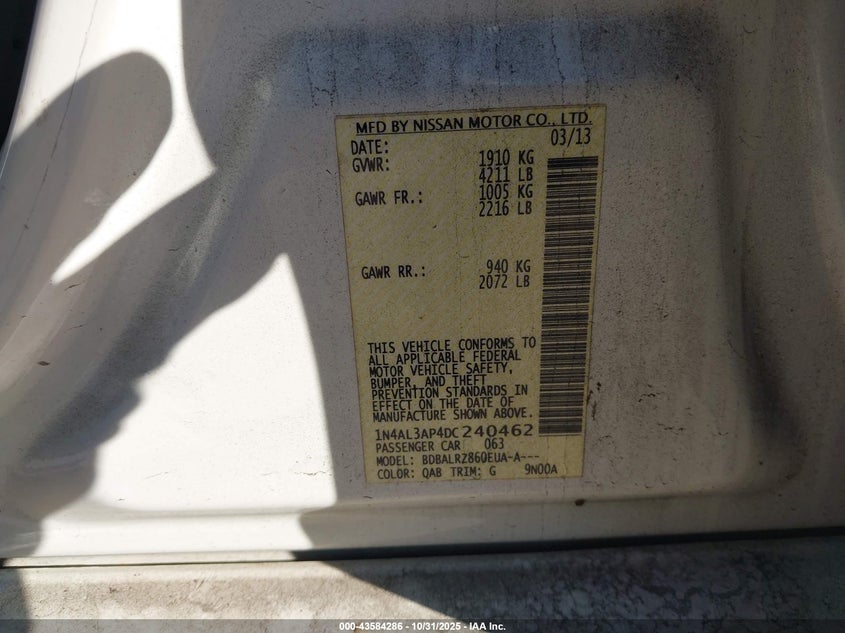 MFD BY NISSAN MOTOR CO., LTD.
DATE: 03/13
GVWR: 1910 KG
4211 LB
GAWR FR.: 1005 KG
2216 LB
GAWR RR.: 940 KG
2072 LB
THIS VEHICLE CONFORMS TO
ALL APPLICABLE FEDERAL
MOTOR VEHICLE SAFETY,
BUMPER, AND THEFT
PREVENTION STANDARDS IN
EFFECT ON THE DATE OF
MANUFACTURE SHOWN ABOVE.
1N4AL3AP4DC240462
PASSENGER CAR 063
MODEL: BDBALRZ860EUA-A---
COLOR: QAB TRIM: G 9N00A
000-43584286 - 10/31/2025 - IAA Inc.